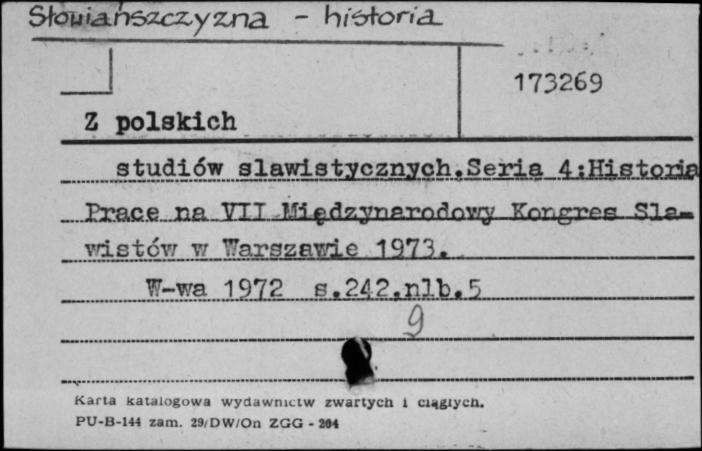 Słowiańszczyzna - historia
173269
Z polskich
studiów slawistycznych.Seria 4:Historia
Prace na VII Międzynarodowy Kongres Sla-
wistów w Warszawie 1973.
W-wa 1972 s.242,nlb.5
9
Karta katalogowa wydawnictw zwartych i ciągłych.
PU-B-144 zam. 29/DW/On ZGG - 204